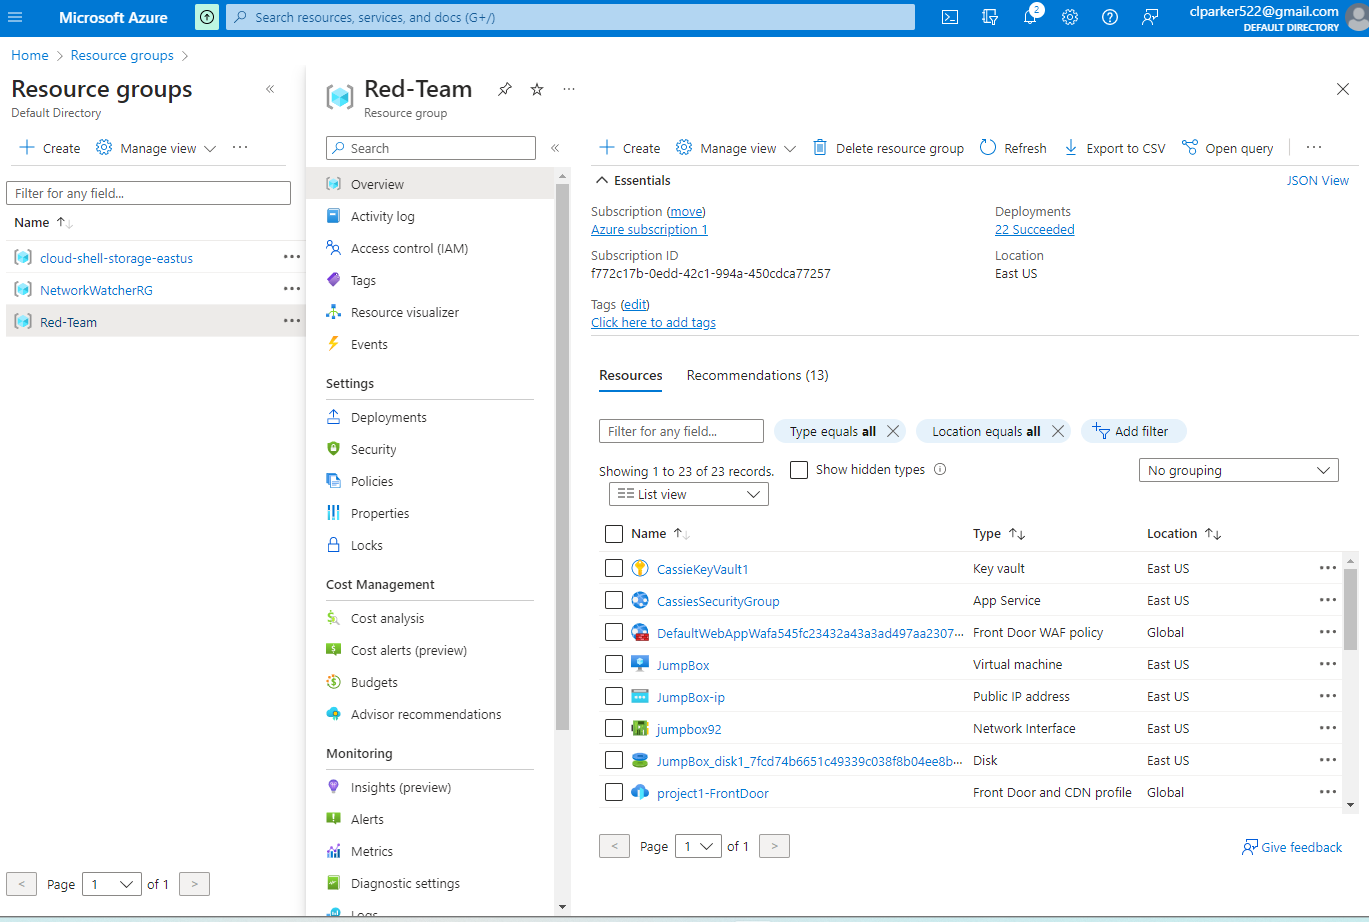 Microsoft Azure
Search resources, services, and docs (G+/)
2
clparker522@gmail.com
DEFAULT DIRECTORY
Home > Resource groups >
Resource groups
Default Directory
Create Manage view ...
Filter for any field...
Name
cloud-shell-storage-eastus ...
NetworkWatcherRG ...
Red-Team ...
< Page 1 of 1 >
Red-Team ...
Resource group
Search
Overview
Activity log
Access control (IAM)
Tags
Resource visualizer
Events
Settings
Deployments
Security
Policies
Properties
Locks
Cost Management
Cost analysis
Cost alerts (preview)
Budgets
Advisor recommendations
Monitoring
Insights (preview)
Alerts
Metrics
Diagnostic settings
Logs
Create Manage view Delete resource group Refresh Export to CSV Open query ...
Essentials JSON View
Subscription (move)
Azure subscription 1
Subscription ID
f772c17b-0edd-42c1-994a-450cdca77257
Tags (edit)
Click here to add tags
Deployments
22 Succeeded
Location
East US
Resources Recommendations (13)
Filter for any field... Type equals all Location equals all Add filter
Showing 1 to 23 of 23 records. Show hidden types No grouping
List view
Name Type Location
CassieKeyVault1 Key vault East US ...
CassiesSecurityGroup App Service East US ...
DefaultWebAppWafa545fc23432a43a3ad497aa2307... Front Door WAF policy Global ...
JumpBox Virtual machine East US ...
JumpBox-ip Public IP address East US ...
jumpbox92 Network Interface East US ...
JumpBox_disk1_7fcd74b6651c49339c038f8b04ee8b... Disk East US ...
project1-FrontDoor Front Door and CDN profile Global ...
< Page 1 of 1 >
Give feedback